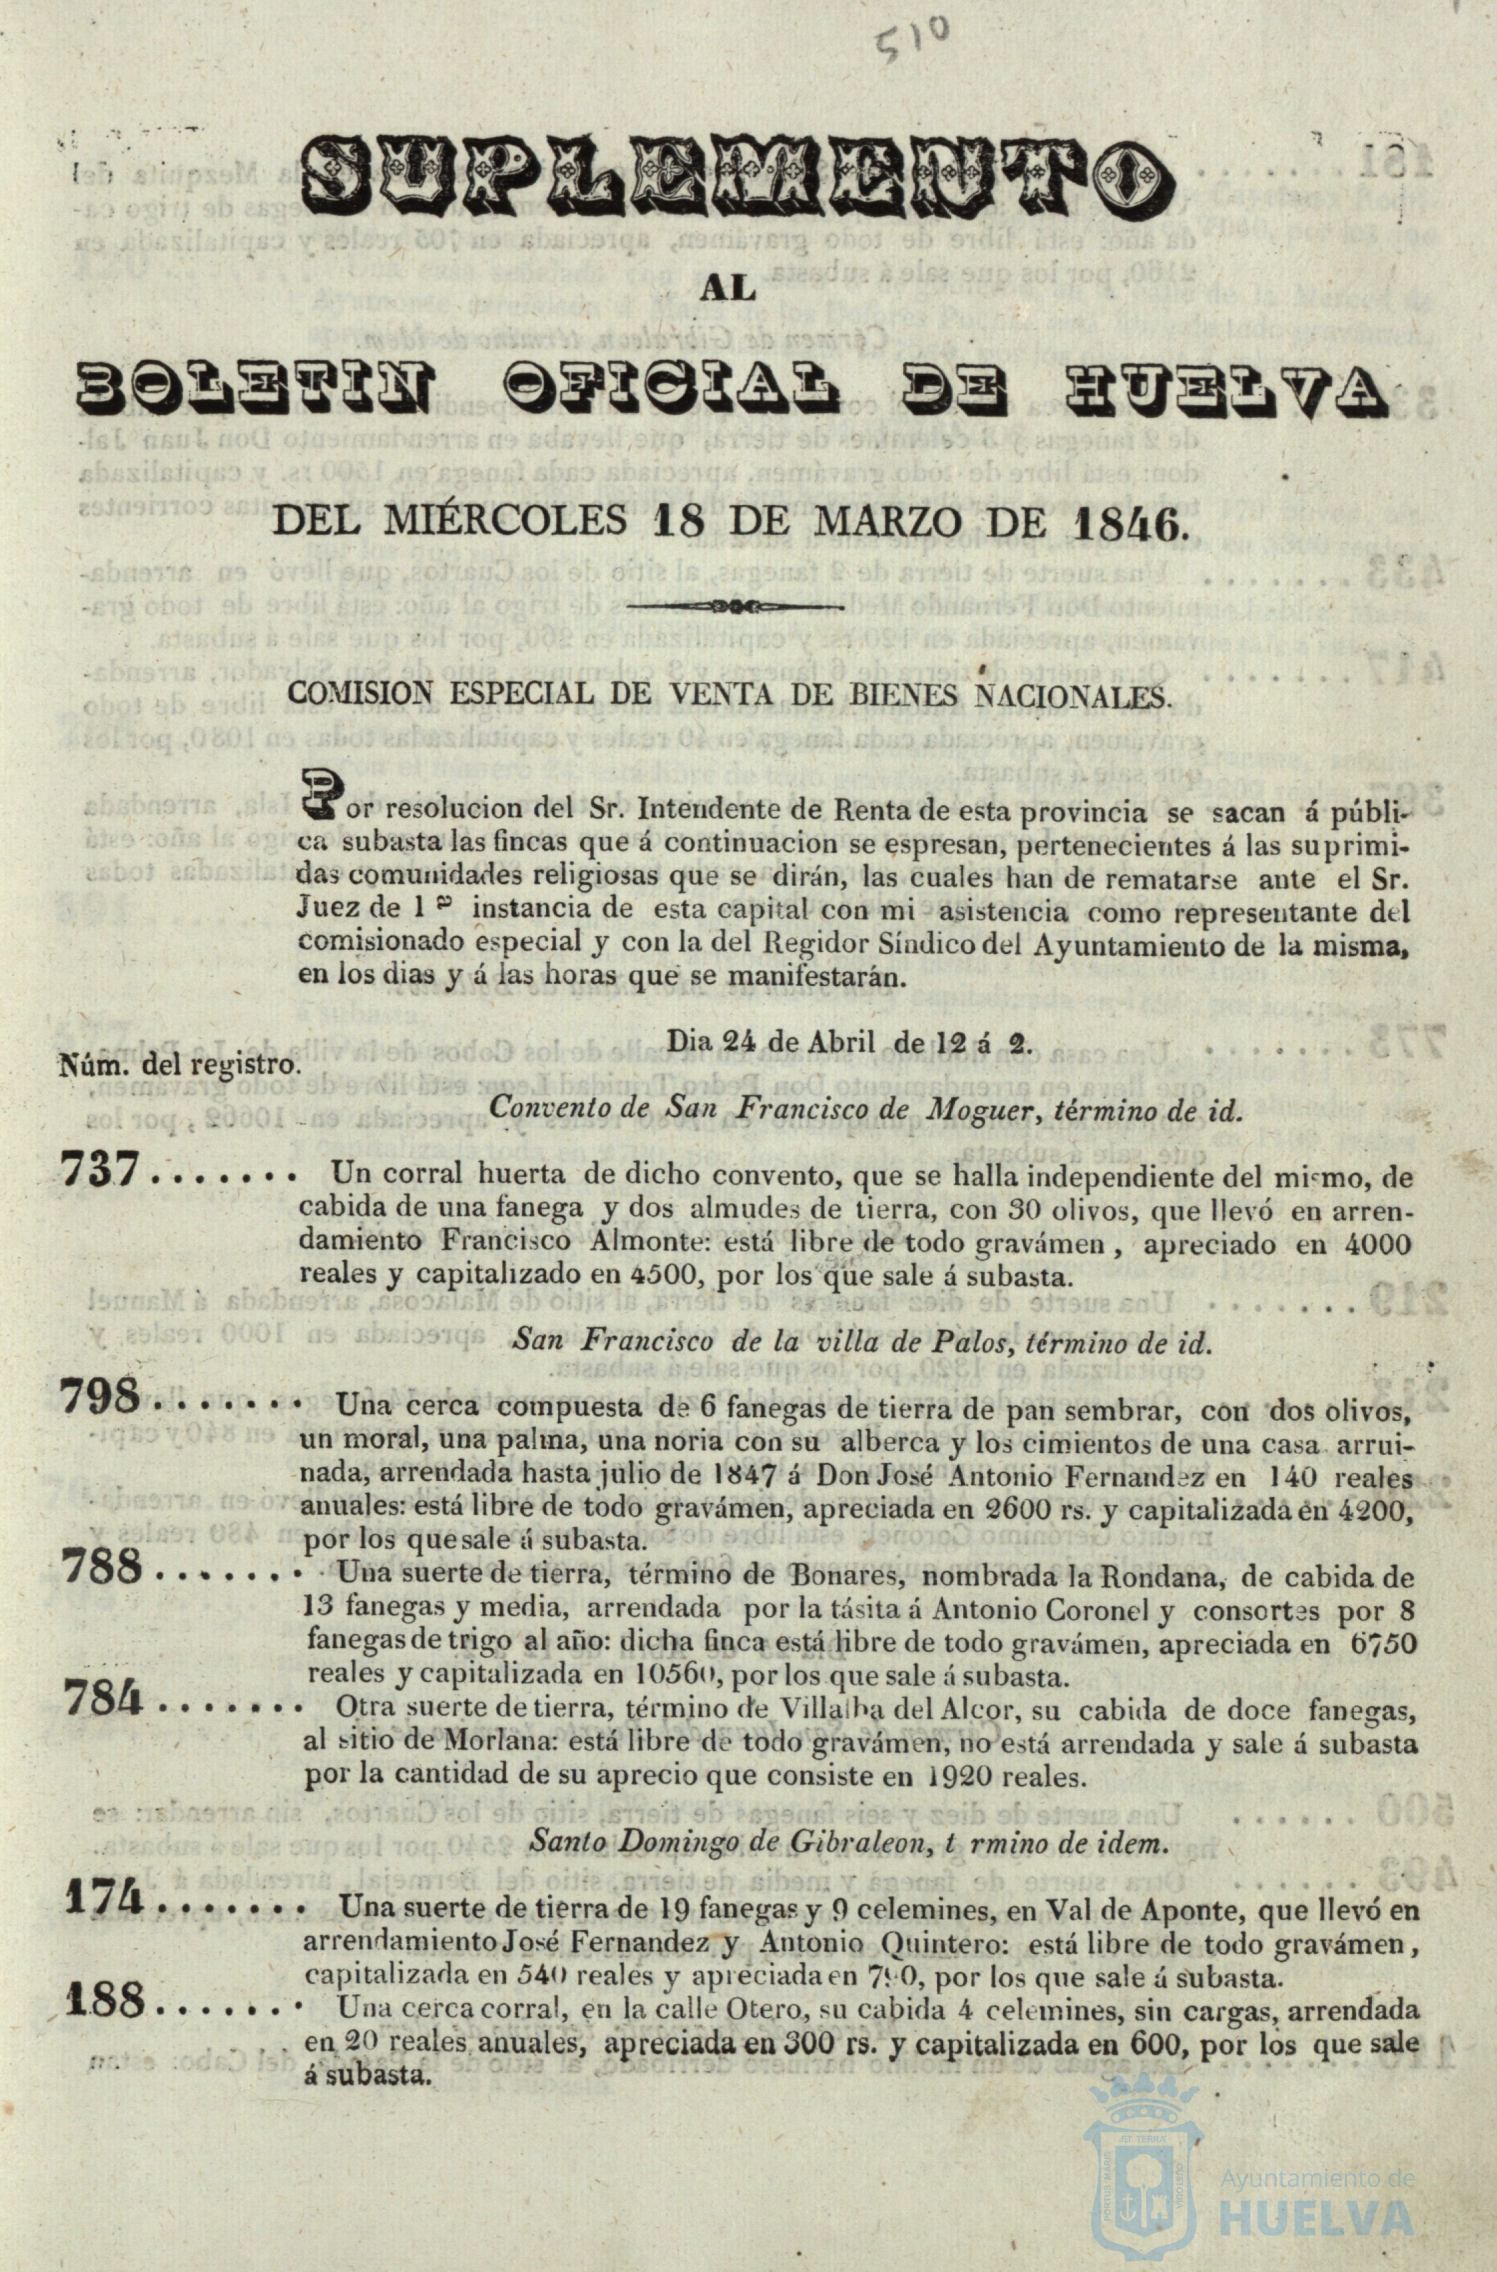 510
SUPLEMENTO
AL
BOLETIN OFICIAL DE HUELVA
DEL MIÉRCOLES 18 DE MARZO DE 1846.
COMISION ESPECIAL DE VENTA DE BIENES NACIONALES.
Por resolucion del Sr. Intendente de Renta de esta provincia se sacan á públi-
ca subasta las fincas que á continuacion se espresan, pertenecientes á las suprimi-
das comunidades religiosas que se dirán, las cuales han de rematarse ante el Sr.
Juez de 1ª instancia de esta capital con mi asistencia como representante del
comisionado especial y con la del Regidor Síndico del Ayuntamiento de la misma,
en los dias y á las horas que se manifestarán.
Dia 24 de Abril de 12 á 2.
Núm. del registro.
Convento de San Francisco de Moguer, término de id.
737....... Un corral huerta de dicho convento, que se halla independiente del mismo, de
cabida de una fanega y dos almudes de tierra, con 30 olivos, que llevó en arren-
damiento Francisco Almonte: está libre de todo gravámen, apreciado en 4000
reales y capitalizado en 4500, por los que sale á subasta.
San Francisco de la villa de Palos, término de id.
798....... Una cerca compuesta de 6 fanegas de tierra de pan sembrar, con dos olivos,
un moral, una palma, una noria con su alberca y los cimientos de una casa arrui-
nada, arrendada hasta julio de 1847 á Don José Antonio Fernandez en 140 reales
anuales: está libre de todo gravámen, apreciada en 2600 rs. y capitalizada en 4200,
por los que sale á subasta.
788....... Una suerte de tierra, término de Bonares, nombrada la Rondana, de cabida de
13 fanegas y media, arrendada por la tásita á Antonio Coronel y consortes por 8
fanegas de trigo al año: dicha finca está libre de todo gravámen, apreciada en 6750
reales y capitalizada en 10560, por los que sale á subasta.
784....... Otra suerte de tierra, término de Villalba del Alcor, su cabida de doce fanegas,
al sitio de Morlana: está libre de todo gravámen, no está arrendada y sale á subasta
por la cantidad de su aprecio que consiste en 1920 reales.
Santo Domingo de Gibraleon, t rmino de idem.
174....... Una suerte de tierra de 19 fanegas y 9 celemines, en Val de Aponte, que llevó en
arrendamiento José Fernandez y Antonio Quintero: está libre de todo gravámen,
capitalizada en 540 reales y apreciada en por los que sale á subasta.
188....... Una cerca corral, en la calle Otero, su cabida 4 celemines, sin cargas, arrendada
en 20 reales anuales, apreciada en 300 rs. y capitalizada en 600, por los que sale
á subasta.
Ayuntamiento de
HUELVA